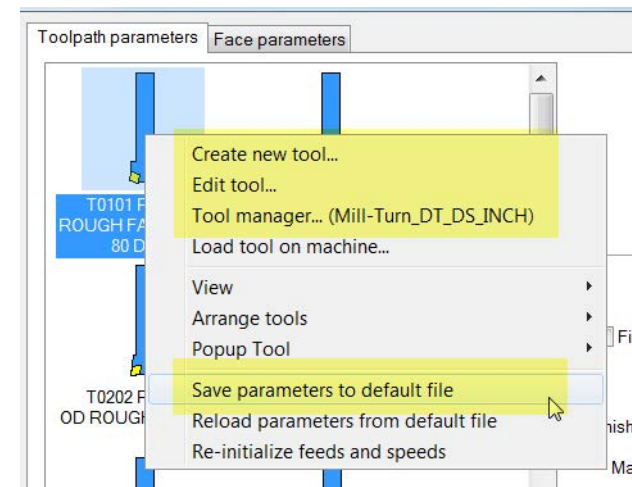 Toolpath parameters Face parameters
Create new tool...
Edit tool...
Tool manager... (Mill-Turn_DT_DS_INCH)
Load tool on machine...
View
Arrange tools
Popup Tool
Save parameters to default file
Reload parameters from default file
Re-initialize feeds and speeds
T0101
ROUGH
80
T0202
OD ROUGH